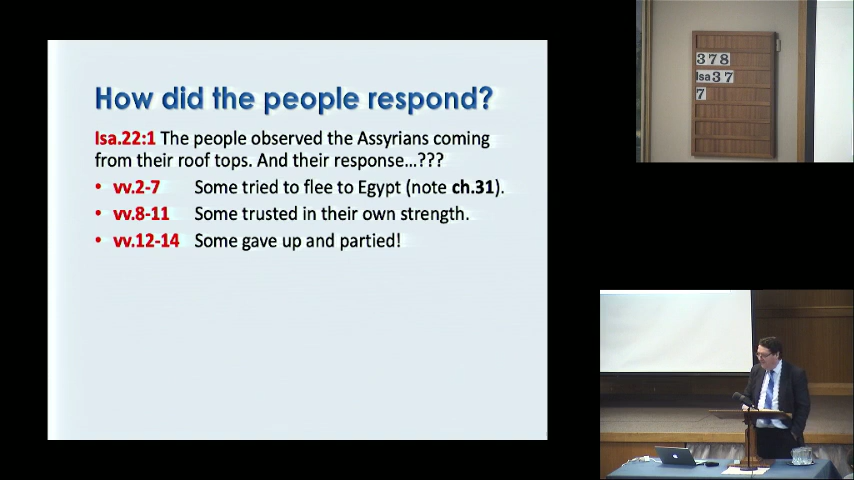 How did the people respond?
Isa.22:1 The people observed the Assyrians coming
from their roof tops. And their response...???
• vv.2-7 Some tried to flee to Egypt (note ch.31).
• vv.8-11 Some trusted in their own strength.
• vv.12-14 Some gave up and partied!
378
Isa37
7